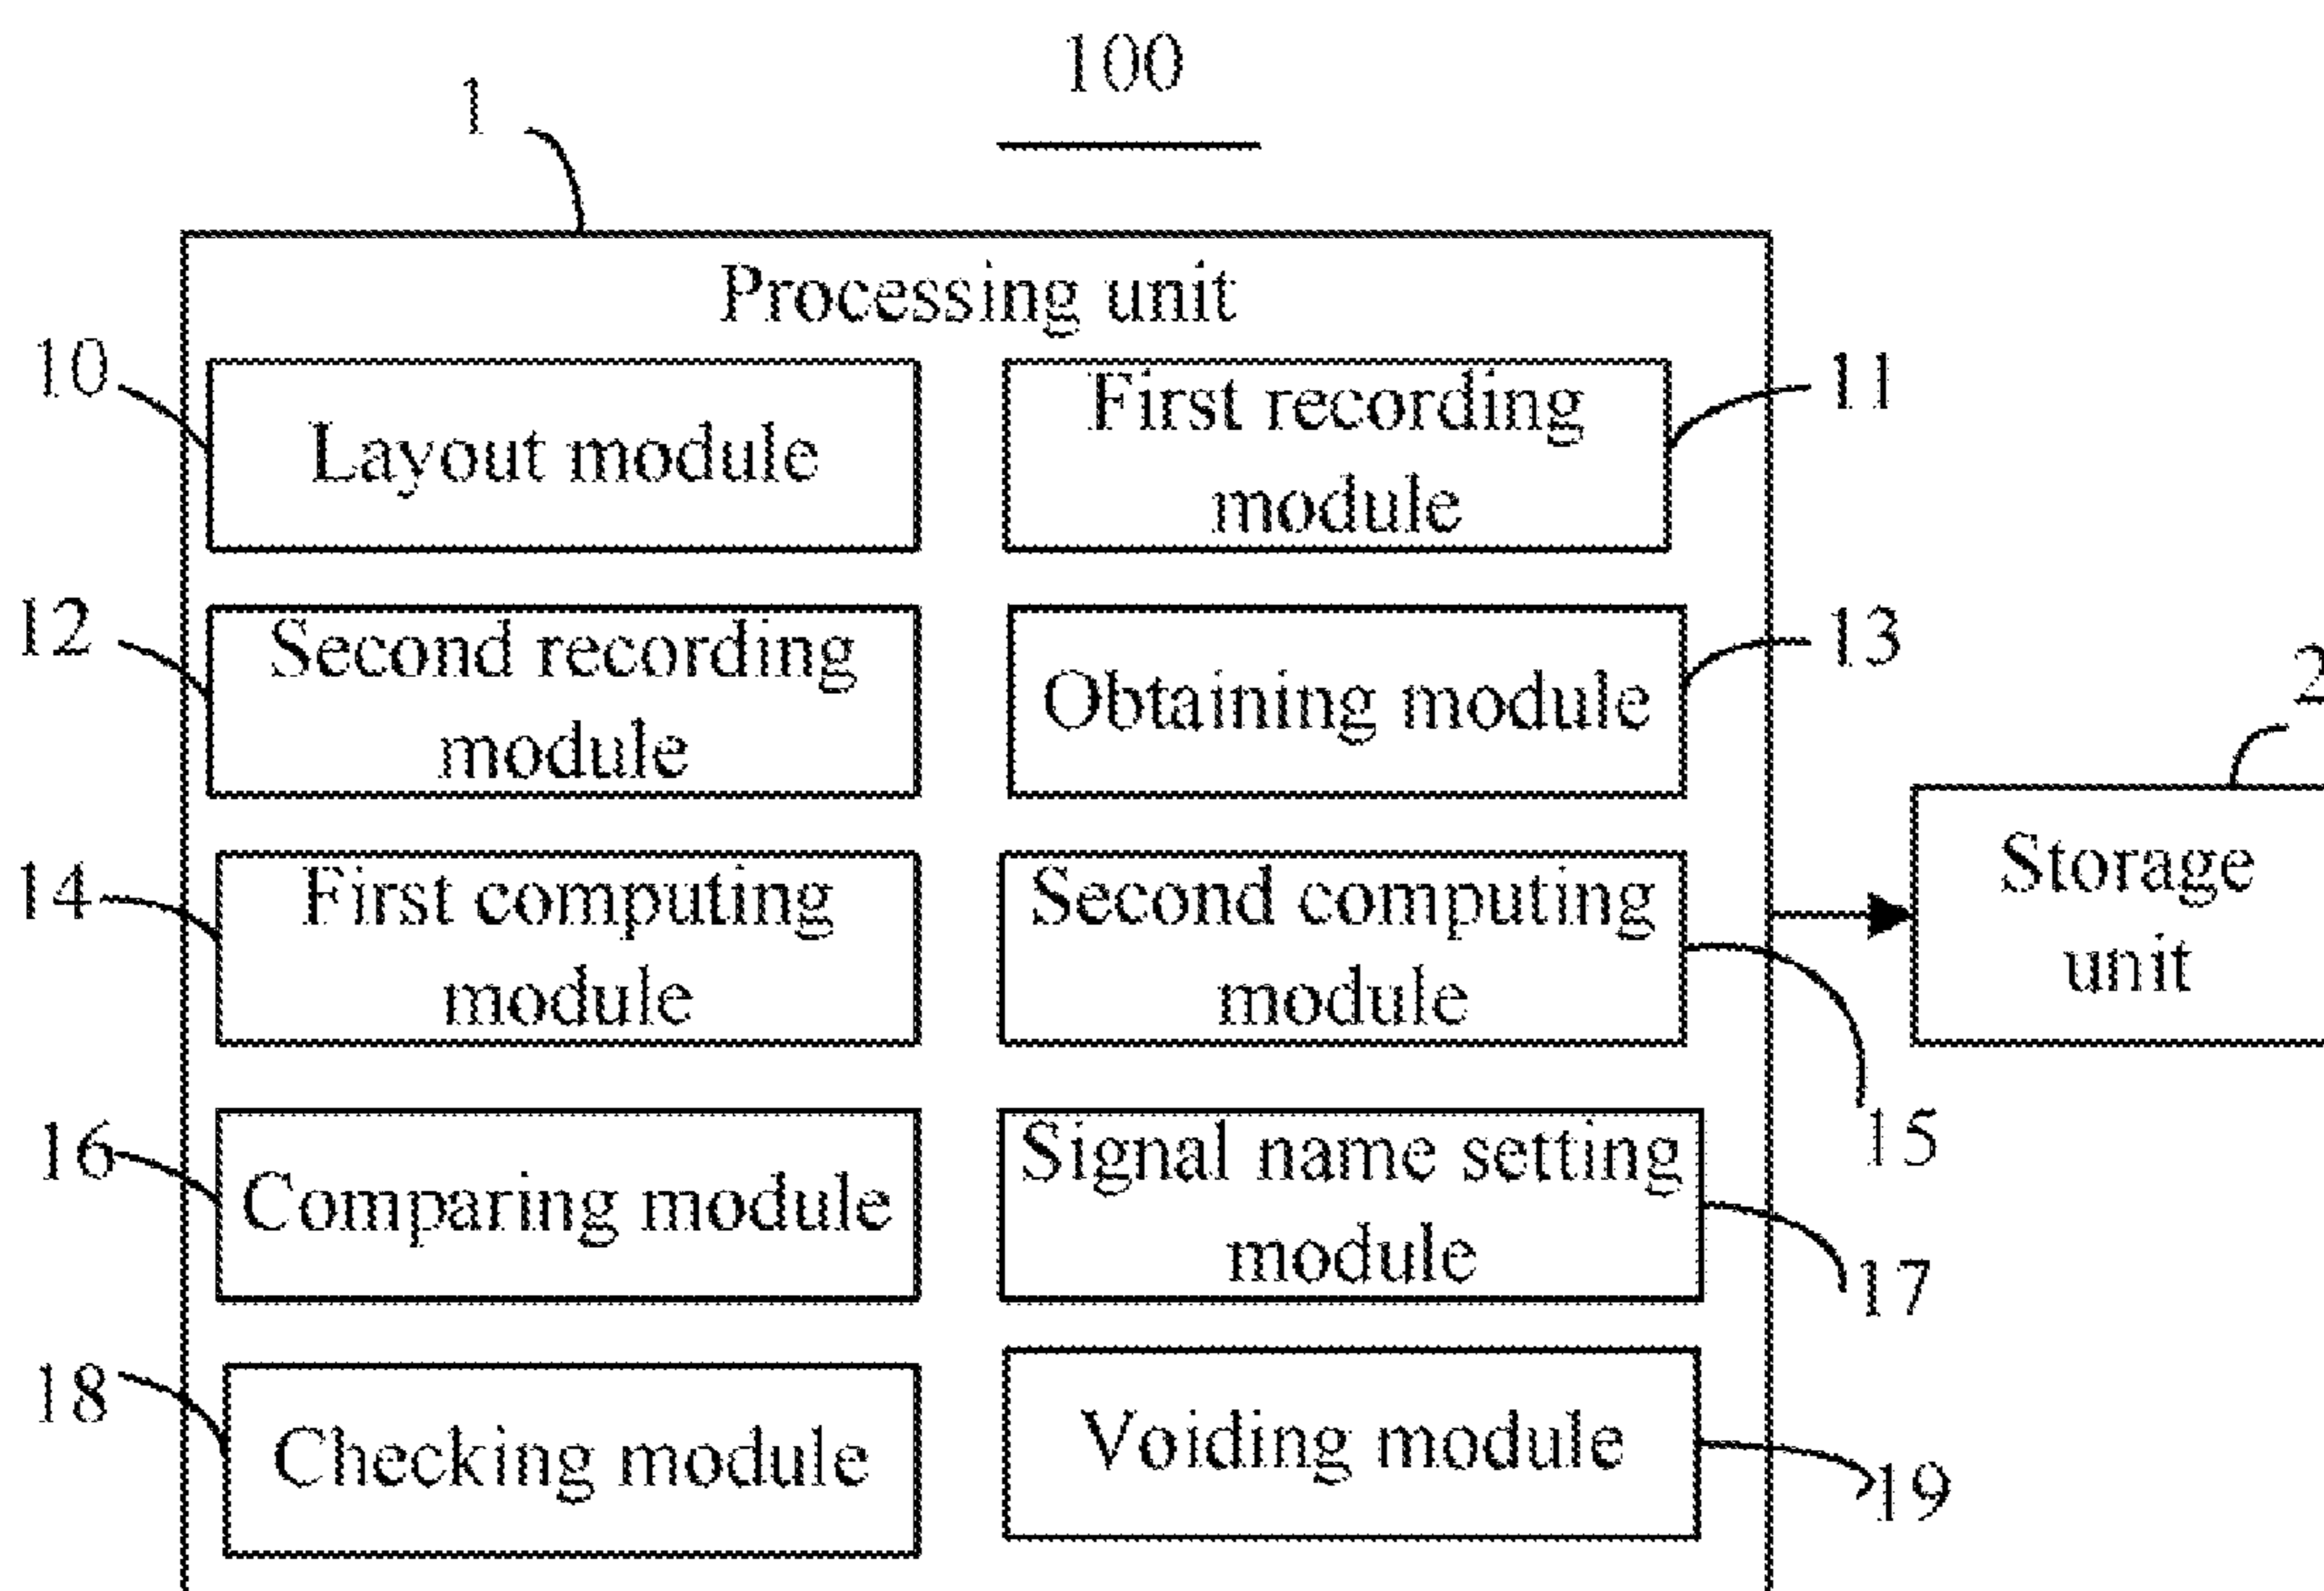 100
1
Processing unit
10
Layout module
First recording
module
11
12
Second recording
module
Obtaining module
13
2
14
First computing
module
Second computing
module
15
Storage
unit
16
Comparing module
Signal name setting
module
17
18
Checking module
Voiding module
19